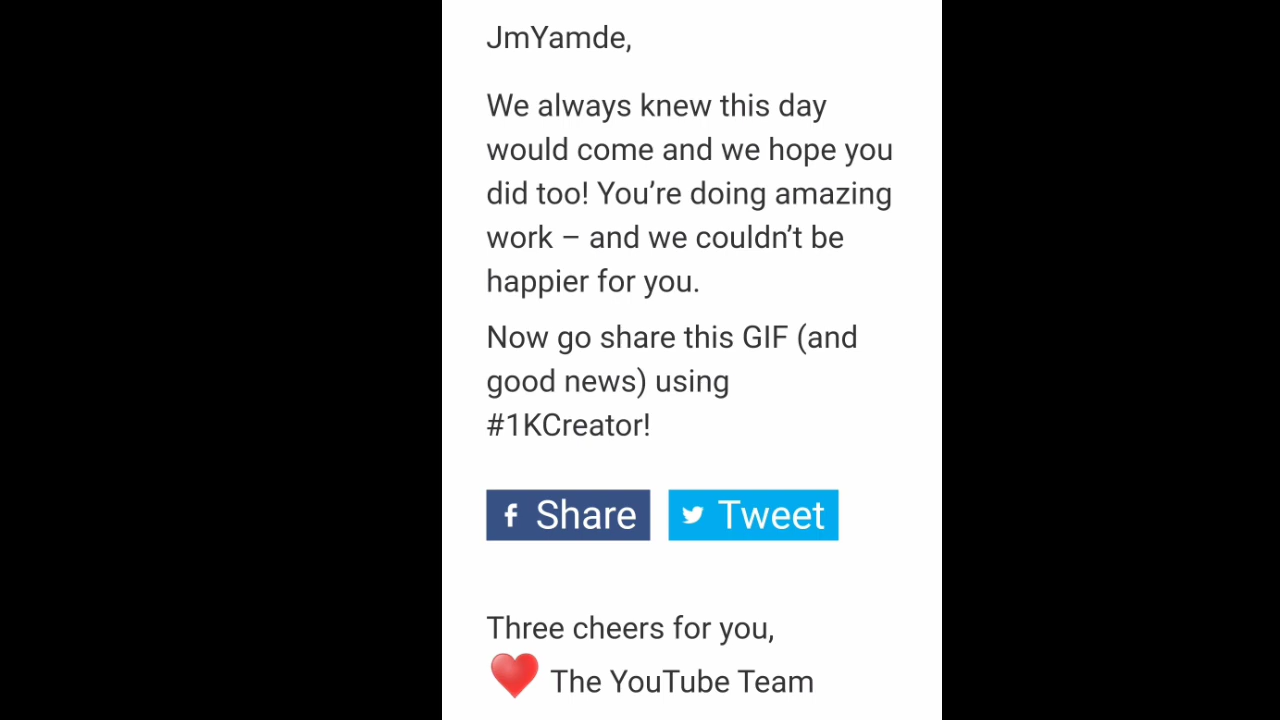 JmYamde,
We always knew this day
would come and we hope you
did too! You’re doing amazing
work – and we couldn’t be
happier for you.
Now go share this GIF (and
good news) using
#1KCreator!
Share Tweet
Three cheers for you,
The YouTube Team